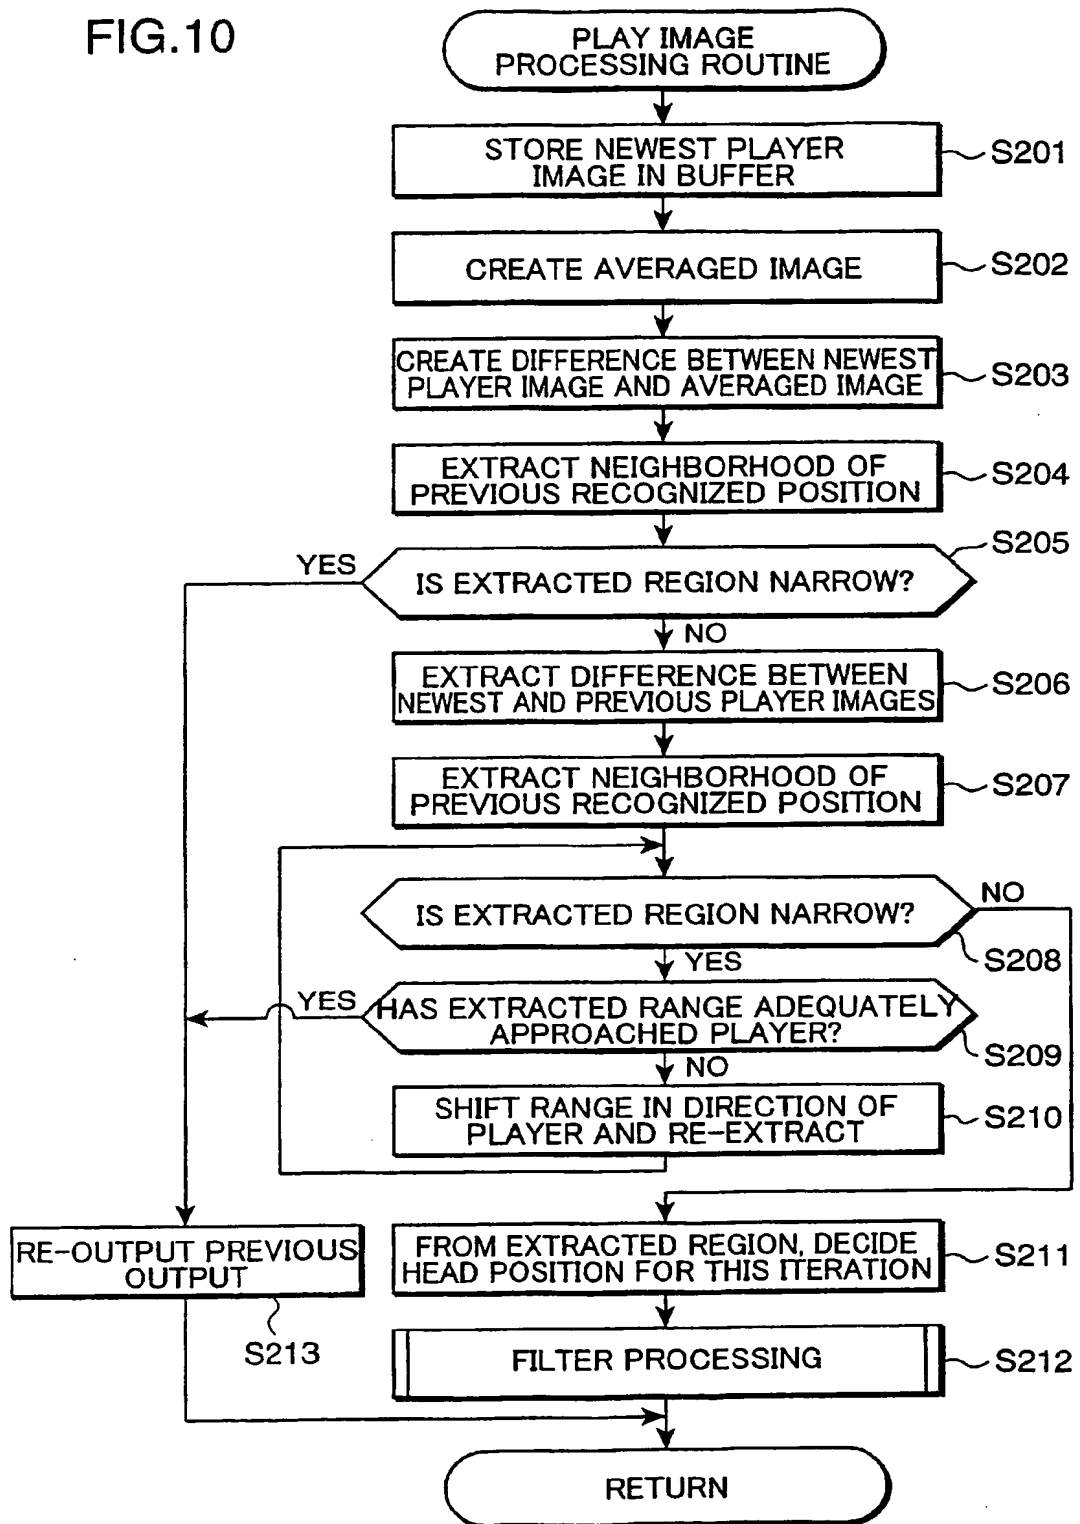 FIG.10
PLAY IMAGE
PROCESSING ROUTINE
STORE NEWEST PLAYER
IMAGE IN BUFFER
S201
CREATE AVERAGED IMAGE
S202
CREATE DIFFERENCE BETWEEN NEWEST
PLAYER IMAGE AND AVERAGED IMAGE
S203
EXTRACT NEIGHBORHOOD OF
PREVIOUS RECOGNIZED POSITION
S204
S205
YES
IS EXTRACTED REGION NARROW?
NO
EXTRACT DIFFERENCE BETWEEN
NEWEST AND PREVIOUS PLAYER IMAGES
S206
EXTRACT NEIGHBORHOOD OF
PREVIOUS RECOGNIZED POSITION
S207
NO
IS EXTRACTED REGION NARROW?
S208
YES
YES
HAS EXTRACTED RANGE ADEQUATELY
APPROACHED PLAYER?
S209
NO
SHIFT RANGE IN DIRECTION OF
PLAYER AND RE-EXTRACT
S210
RE-OUTPUT PREVIOUS
OUTPUT
S213
FROM EXTRACTED REGION, DECIDE
HEAD POSITION FOR THIS ITERATION
S211
FILTER PROCESSING
S212
RETURN